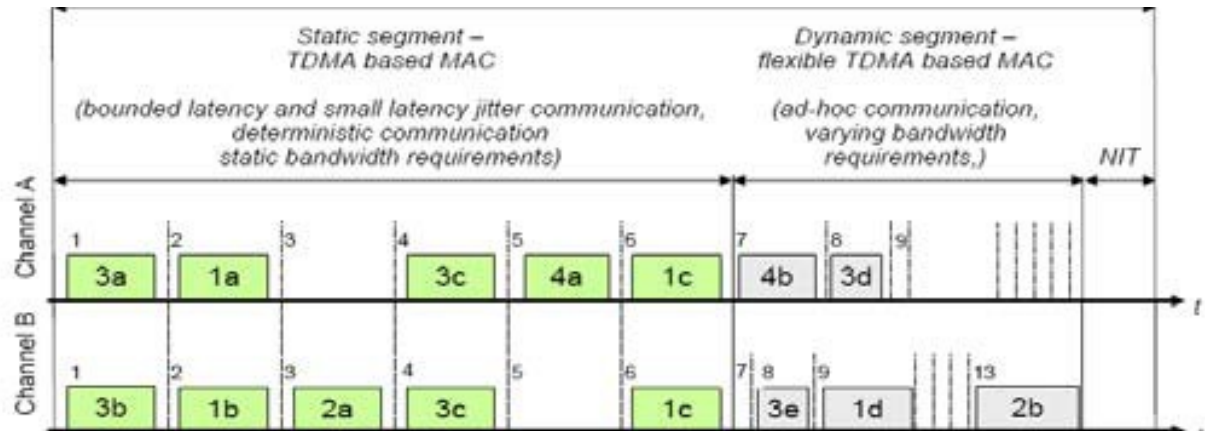 Static segment –
TDMA based MAC
(bounded latency and small latency jitter communication,
deterministic communication
static bandwidth requirements)
Dynamic segment –
flexible TDMA based MAC
(ad-hoc communication,
varying bandwidth
requirements,)
NIT
Channel A
1 2 3 4 5 6 7 8 9
3a 1a 3c 4a 1c 4b 3d
t
Channel B
1 2 3 4 5 6 7 8 9 13
3b 1b 2a 3c 1c 3e 1d 2b